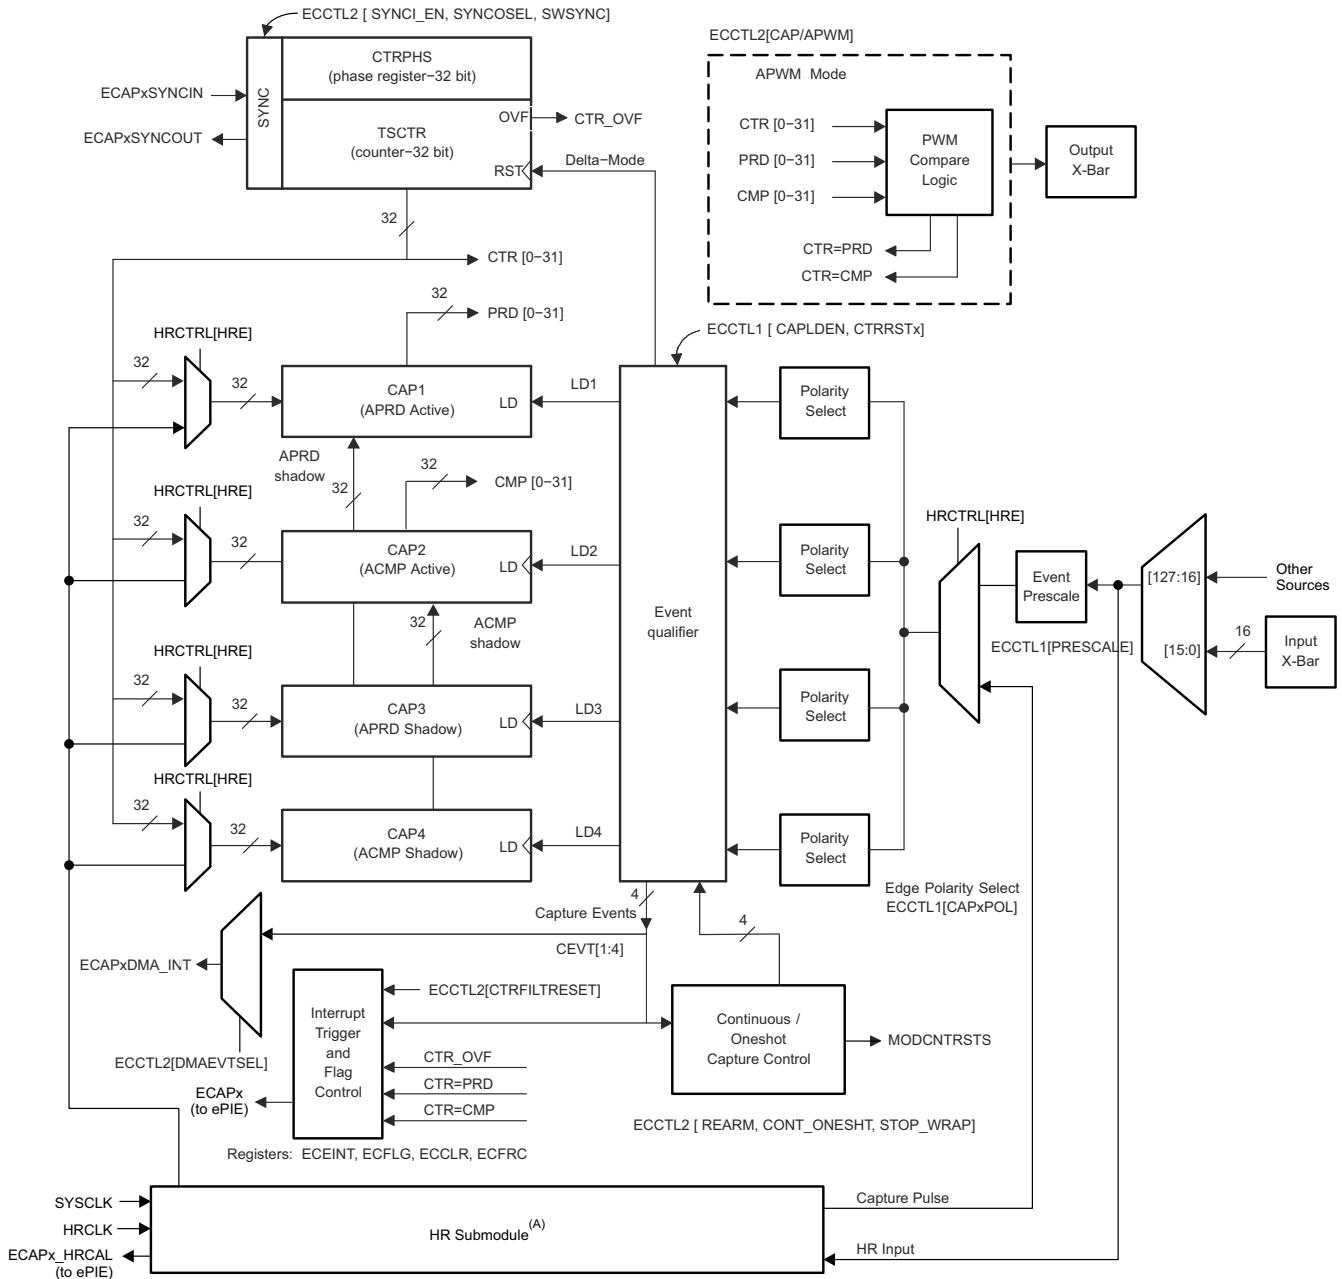 ECCTL2 [ SYNCI_EN, SYNCOSEL, SWSYNC]
SYNC
CTRPHS
(phase register−32 bit)
TSCTR
(counter−32 bit)
OVF
RST
ECAPxSYNCIN
ECAPxSYNCOUT
CTR_OVF
Delta−Mode
32
CTR [0−31]
32
PRD [0−31]
ECCTL2[CAP/APWM]
APWM Mode
CTR [0−31]
PRD [0−31]
CMP [0−31]
PWM
Compare
Logic
CTR=PRD
CTR=CMP
Output
X-Bar
ECCTL1 [ CAPLDEN, CTRRSTx]
HRCTRL[HRE]
32
32
CAP1
(APRD Active)
LD
LD1
Polarity
Select
APRD
shadow
32
32
CMP [0−31]
HRCTRL[HRE]
32
32
CAP2
(ACMP Active)
LD
LD2
Polarity
Select
32
ACMP
shadow
Event
qualifier
HRCTRL[HRE]
Event
Prescale
ECCTL1[PRESCALE]
[127:16]
[15:0]
Other
Sources
16
Input
X-Bar
HRCTRL[HRE]
32
32
CAP3
(APRD Shadow)
LD
LD3
Polarity
Select
HRCTRL[HRE]
32
32
CAP4
(ACMP Shadow)
LD
LD4
Polarity
Select
Edge Polarity Select
ECCTL1[CAPxPOL]
4
Capture Events
CEVT[1:4]
4
ECAPxDMA_INT
ECCTL2[DMAEVTSEL]
Interrupt
Trigger
and
Flag
Control
ECCTL2[CTRFILTRESET]
CTR_OVF
CTR=PRD
CTR=CMP
ECAPx
(to ePIE)
Continuous /
Oneshot
Capture Control
MODCNTRSTS
ECCTL2 [ REARM, CONT_ONESHT, STOP_WRAP]
Registers: ECEINT, ECFLG, ECCLR, ECFRC
SYSCLK
HRCLK
ECAPx_HRCAL
(to ePIE)
HR Submodule(A)
Capture Pulse
HR Input